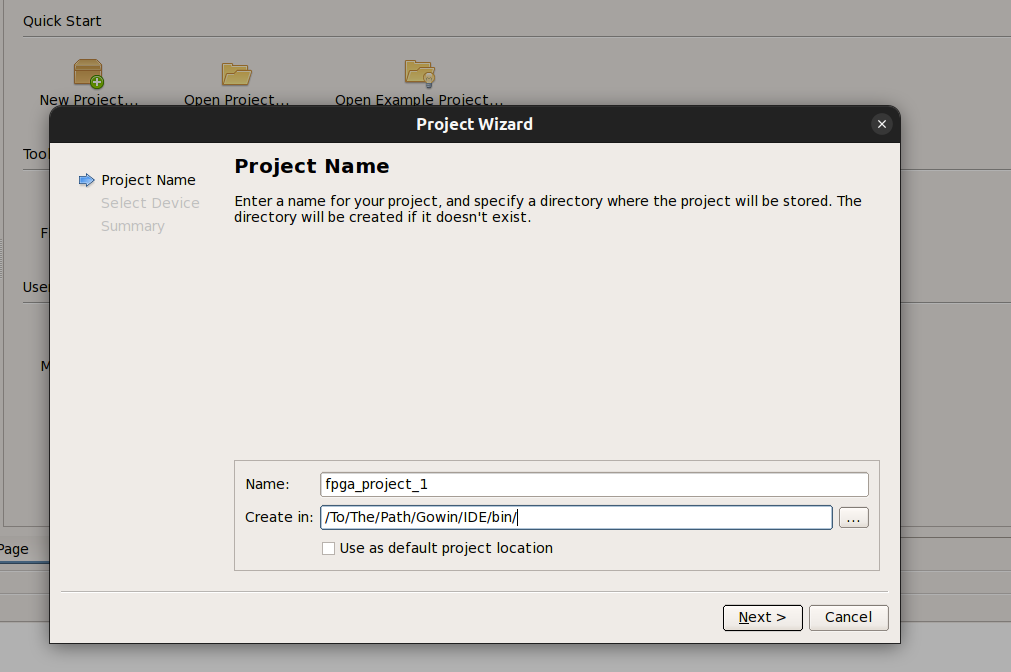 Quick Start
New Project... Open Project... Open Example Project...
Project Wizard
Project Name
Project Name
Select Device
Summary
Enter a name for your project, and specify a directory where the project will be stored. The
directory will be created if it doesn't exist.
Name: fpga_project_1
Create in: /To/The/Path/Gowin/IDE/bin/ ...
Use as default project location
Page
Next > Cancel